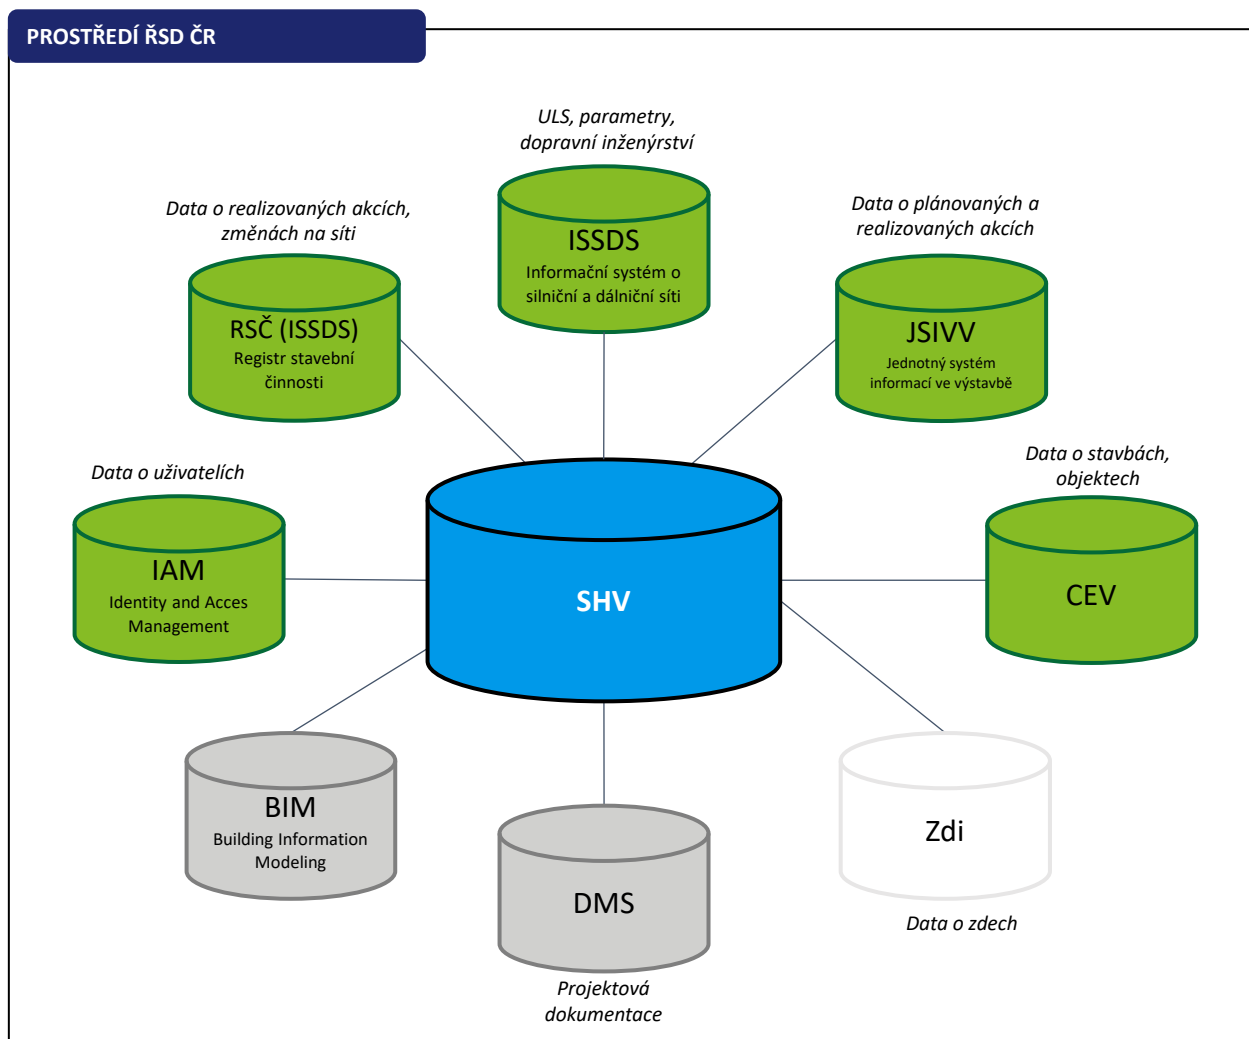 PROSTŘEDÍ ŘSD ČR
ULS, parametry,
dopravní inženýrství
ISSDS
Informační systém o
silniční a dálniční síti
Data o realizovaných akcích,
změnách na síti
RSČ (ISSDS)
Registr stavební
činnosti
Data o plánovaných a
realizovaných akcích
JSIVV
Jednotný systém
informací ve výstavbě
Data o uživatelích
IAM
Identity and Acces
Management
SHV
Data o stavbách,
objektech
CEV
BIM
Building Information
Modeling
DMS
Projektová
dokumentace
Zdi
Data o zdech